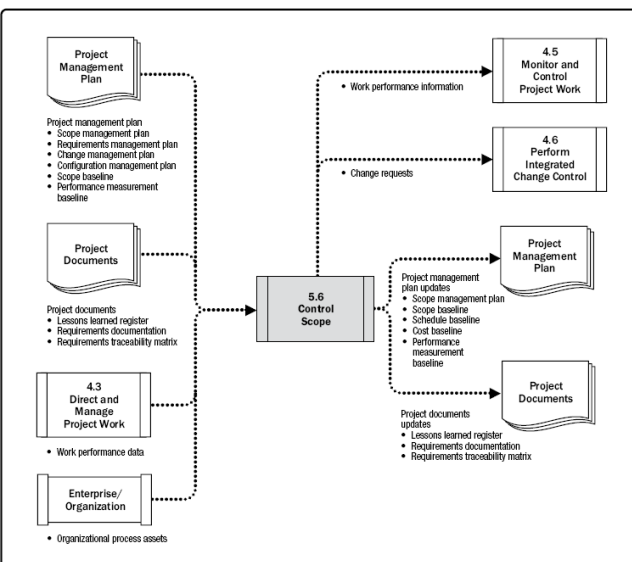 Project
Management
Plan
Project management plan
• Scope management plan
• Requirements management plan
• Change management plan
• Configuration management plan
• Scope baseline
• Performance measurement
baseline
Project
Documents
Project documents
• Lessons learned register
• Requirements documentation
• Requirements traceability matrix
4.3
Direct and
Manage
Project Work
• Work performance data
Enterprise/
Organization
• Organizational process assets
5.6
Control
Scope
• Work performance information
4.5
Monitor and
Control
Project Work
• Change requests
4.6
Perform
Integrated
Change Control
Project management
plan updates
• Scope management plan
• Scope baseline
• Schedule baseline
• Cost baseline
• Performance
measurement
baseline
Project
Management
Plan
Project documents
updates
• Lessons learned register
• Requirements documentation
• Requirements traceability matrix
Project
Documents